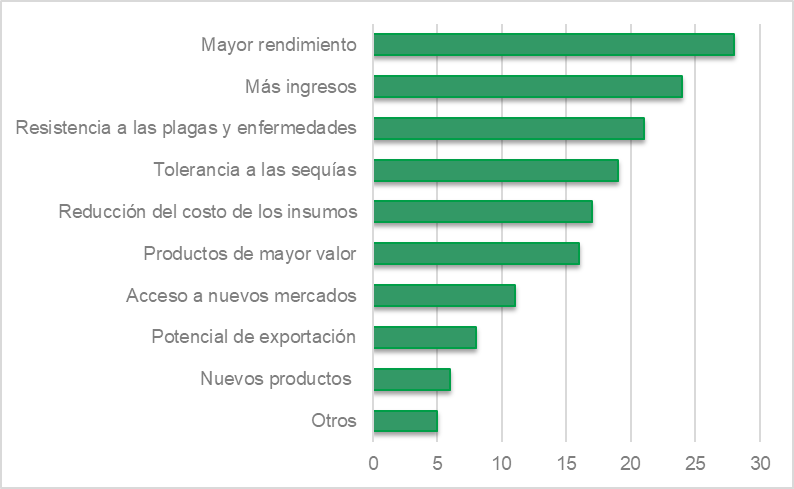 Mayor rendimiento
Más ingresos
Resistencia a las plagas y enfermedades
Tolerancia a las sequías
Reducción del costo de los insumos
Productos de mayor valor
Acceso a nuevos mercados
Potencial de exportación
Nuevos productos
Otros
0 5 10 15 20 25 30